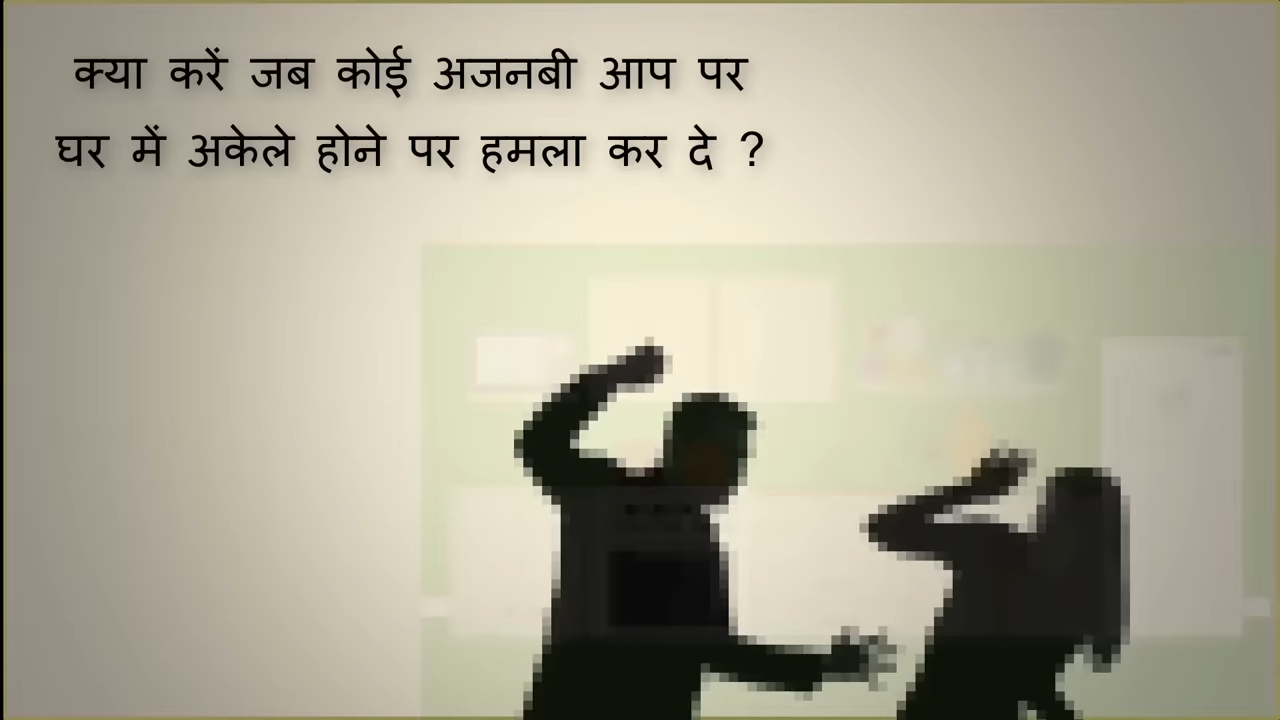 क्या करें जब कोई अजनबी आप पर
घर में अकेले होने पर हमला कर दे ?